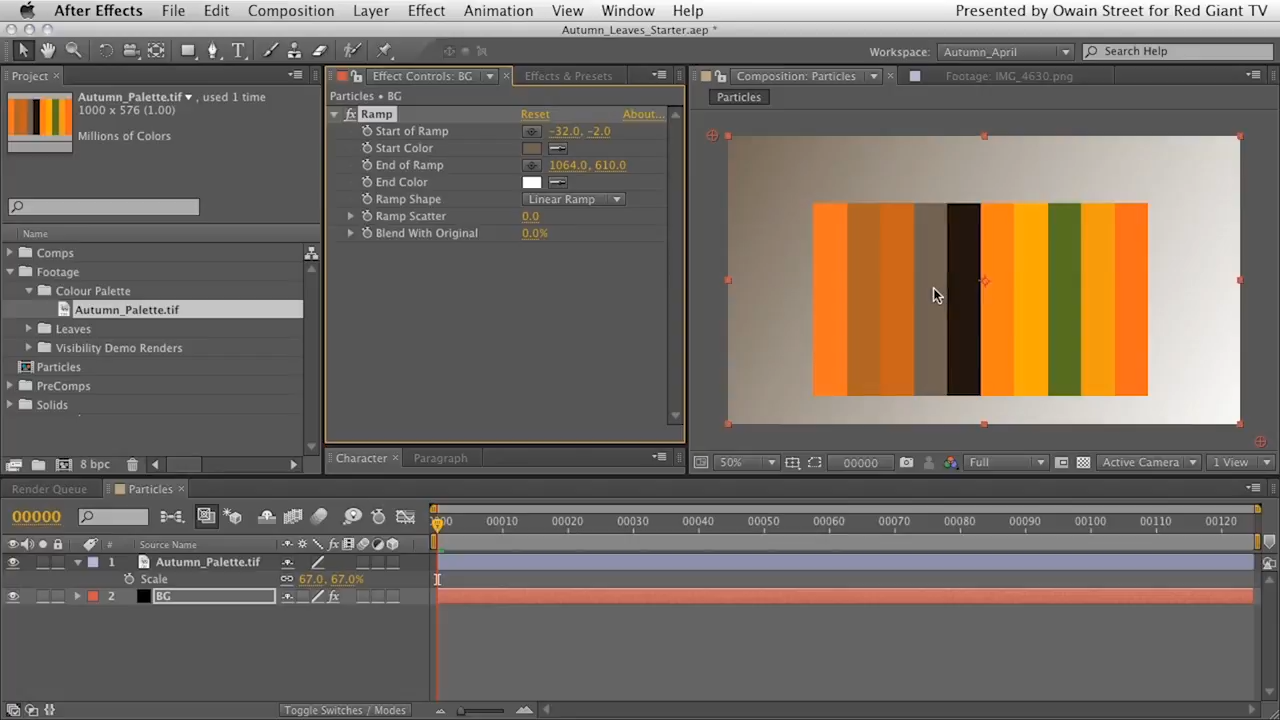 After Effects File Edit Composition Layer Effect Animation View Window Help Presented by Owain Street for Red Giant TV
Autumn_Leaves_Starter.aep *
Workspace: Autumn_April Search Help
Project
Autumn_Palette.tif , used 1 time
1000 x 576 (1.00)
Millions of Colors
Name
Comps
Footage
Colour Palette
Autumn_Palette.tif
Leaves
Visibility Demo Renders
Particles
PreComps
Solids
8 bpc
Effect Controls: BG Effects & Presets
Particles • BG
fx Ramp Reset About...
Start of Ramp -32.0, -2.0
Start Color
End of Ramp 1064.0, 610.0
End Color
Ramp Shape Linear Ramp
Ramp Scatter 0.0
Blend With Original 0.0%
Character Paragraph
Composition: Particles Footage: IMG_4630.png
Particles
50% 00000 Full Active Camera 1 View
Render Queue Particles
00000
0000 00010 00020 00030 00040 00050 00060 00070 00080 00090 00100 00110 00120
# Source Name fx
1 Autumn_Palette.tif
Scale 67.0, 67.0%
2 BG fx
Toggle Switches / Modes